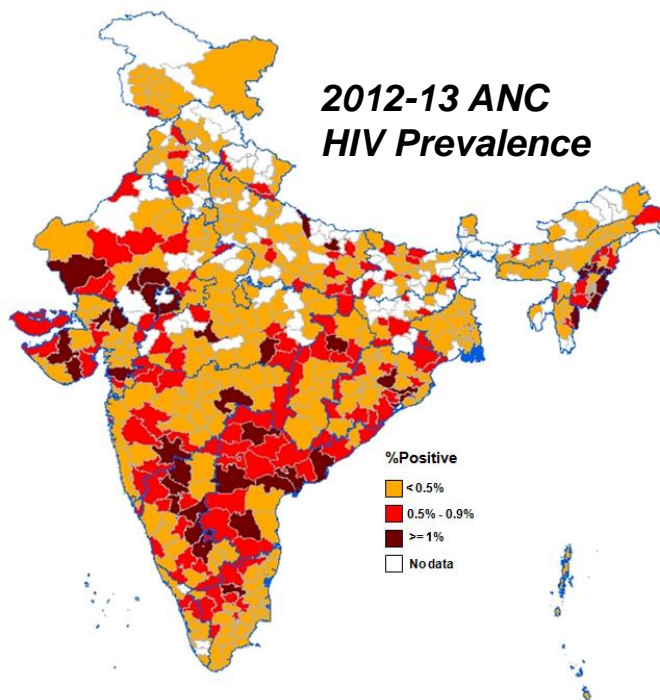 2012-13 ANC
HIV Prevalence
%Positive
< 0.5%
0.5% - 0.9%
>= 1%
No data